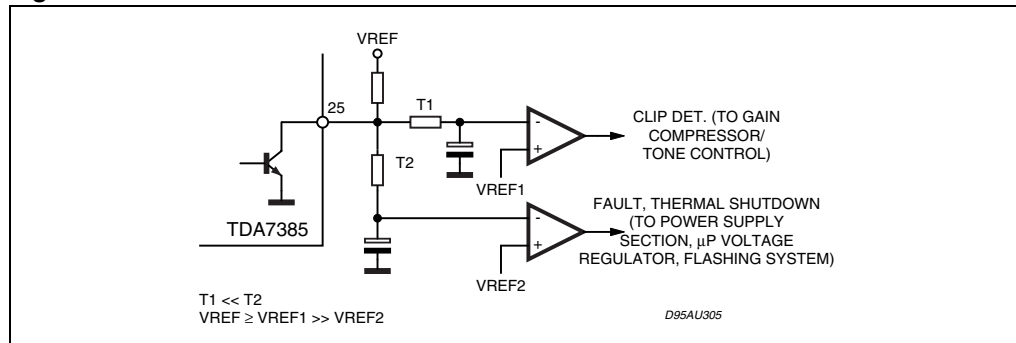 VREF
25
T1
T2
TDA7385
VREF1
VREF2
CLIP DET. (TO GAIN
COMPRESSOR/
TONE CONTROL)
FAULT, THERMAL SHUTDOWN
(TO POWER SUPPLY
SECTION, µP VOLTAGE
REGULATOR, FLASHING SYSTEM)
-
+
-
+
T1 << T2
VREF ≥ VREF1 >> VREF2
D95AU305